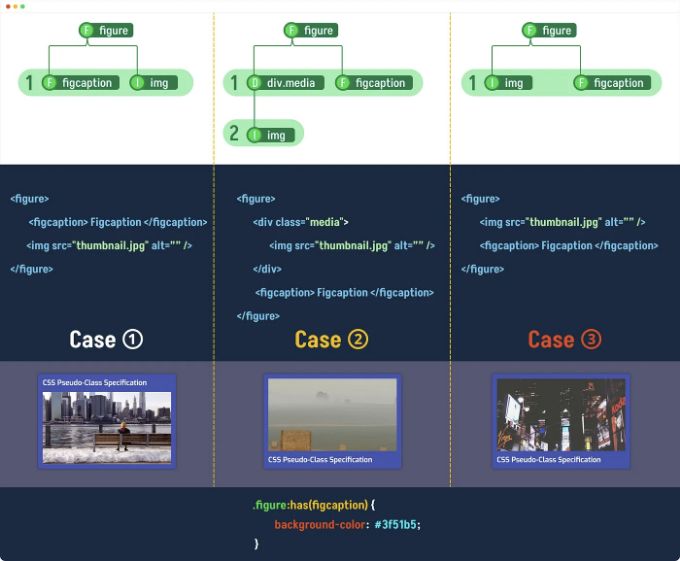 figure
1 F figcaption I img
F figure
1 D div.media F figcaption
2 I img
F figure
1 I img F figcaption
<figure>
<figcaption> Figcaption </figcaption>
<img src="thumbnail.jpg" alt="" />
</figure>
Case ①
<figure>
<div class="media">
<img src="thumbnail.jpg" alt="" />
</div>
<figcaption> Figcaption </figcaption>
</figure>
Case ②
<figure>
<img src="thumbnail.jpg" alt="" />
<figcaption> Figcaption </figcaption>
</figure>
Case ③
CSS Pseudo-Class Specification
CSS Pseudo-Class Specification
CSS Pseudo-Class Specification
.figure:has(figcaption) {
background-color: #3f51b5;
}